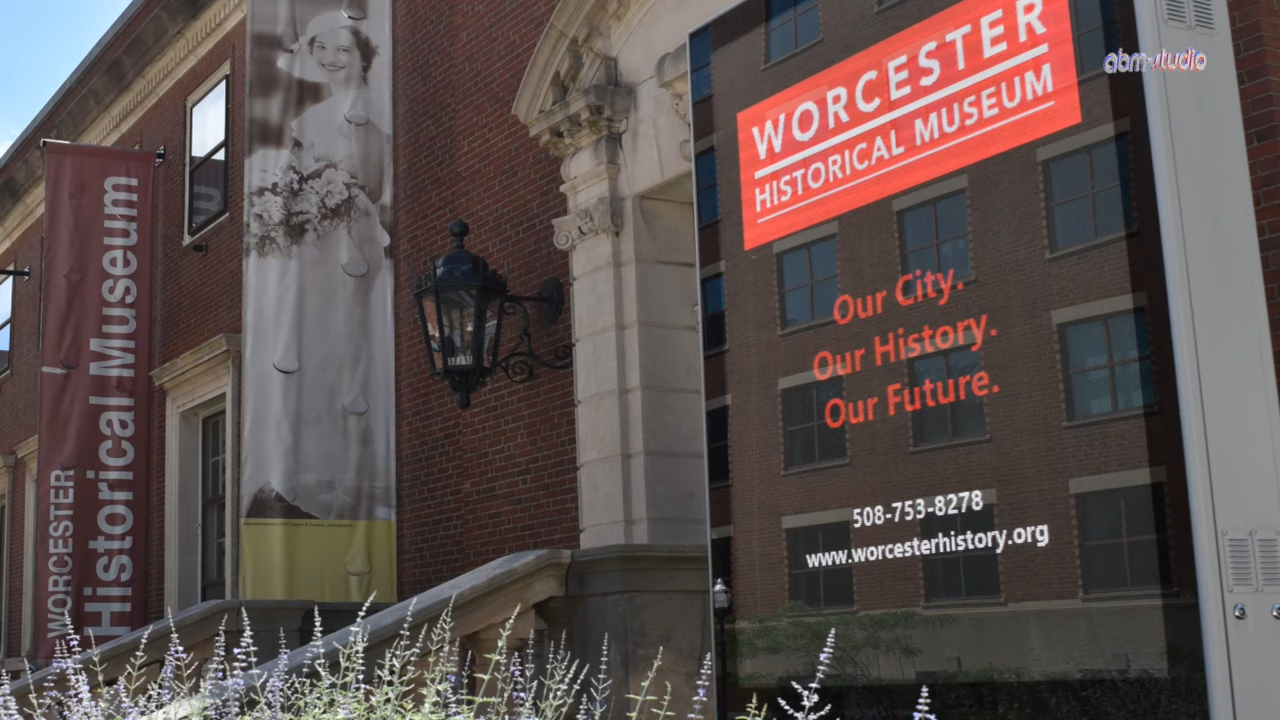 WORCESTER
Historical Museum
WORCESTER
HISTORICAL MUSEUM
Our City.
Our History.
Our Future.
508-753-8278
www.worcesterhistory.org
abm-studio